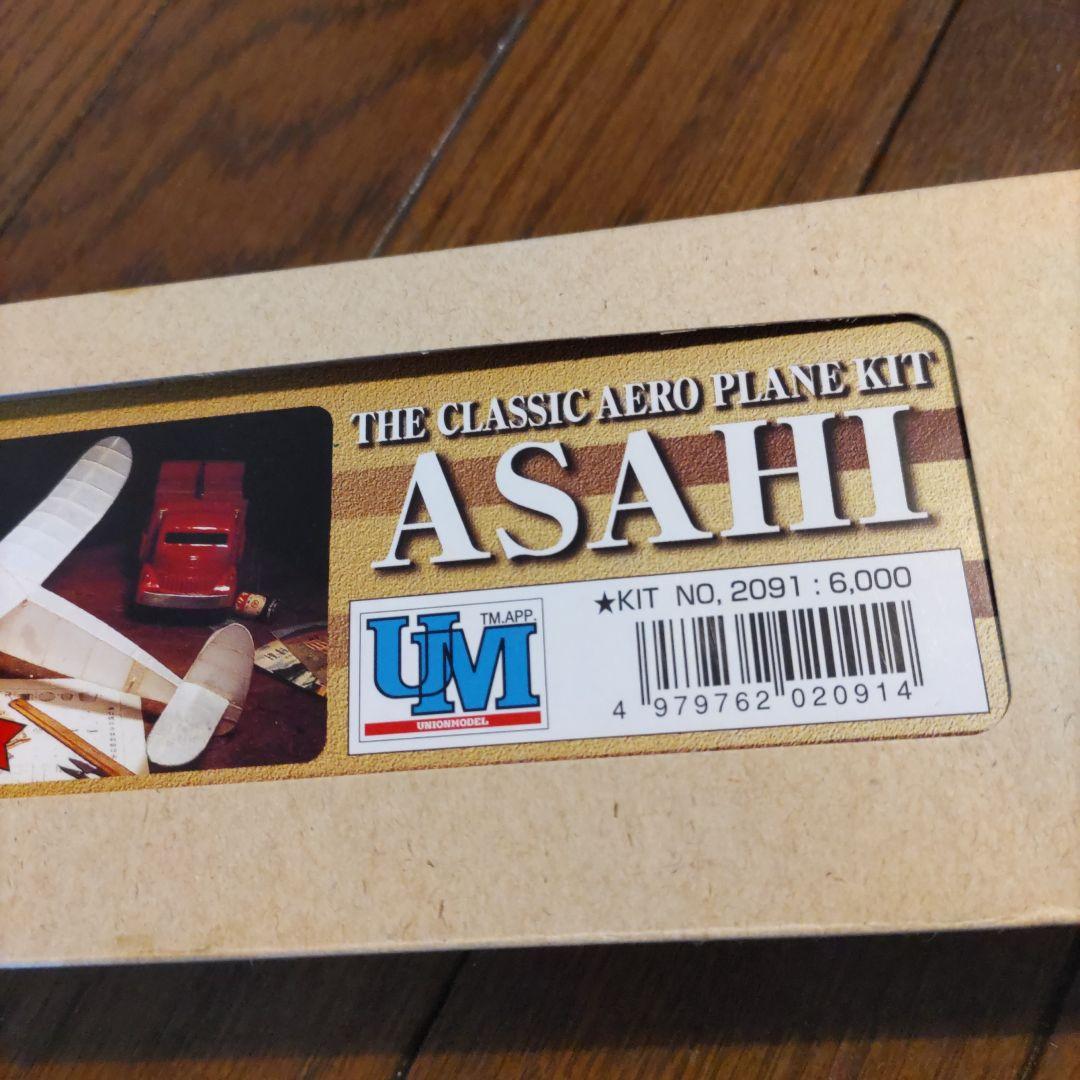 THE CLASSIC AERO PLANE KIT
ASAHI
★KIT NO, 2091 : 6,000
UM
TM.APP.
UNIONMODEL
4 979762 020914